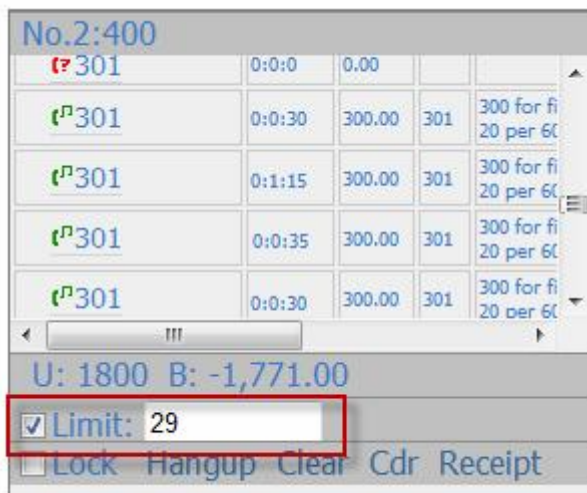 No.2:400
301 0:0:0 0.00
301 0:0:30 300.00 301 300 for fi
20 per 60
301 0:1:15 300.00 301 300 for fi
20 per 60
301 0:0:35 300.00 301 300 for fi
20 per 60
301 0:0:30 300.00 301 300 for fi
20 per 60
U: 1800 B: -1,771.00
Limit: 29
Lock Hangup Clear Cdr Receipt